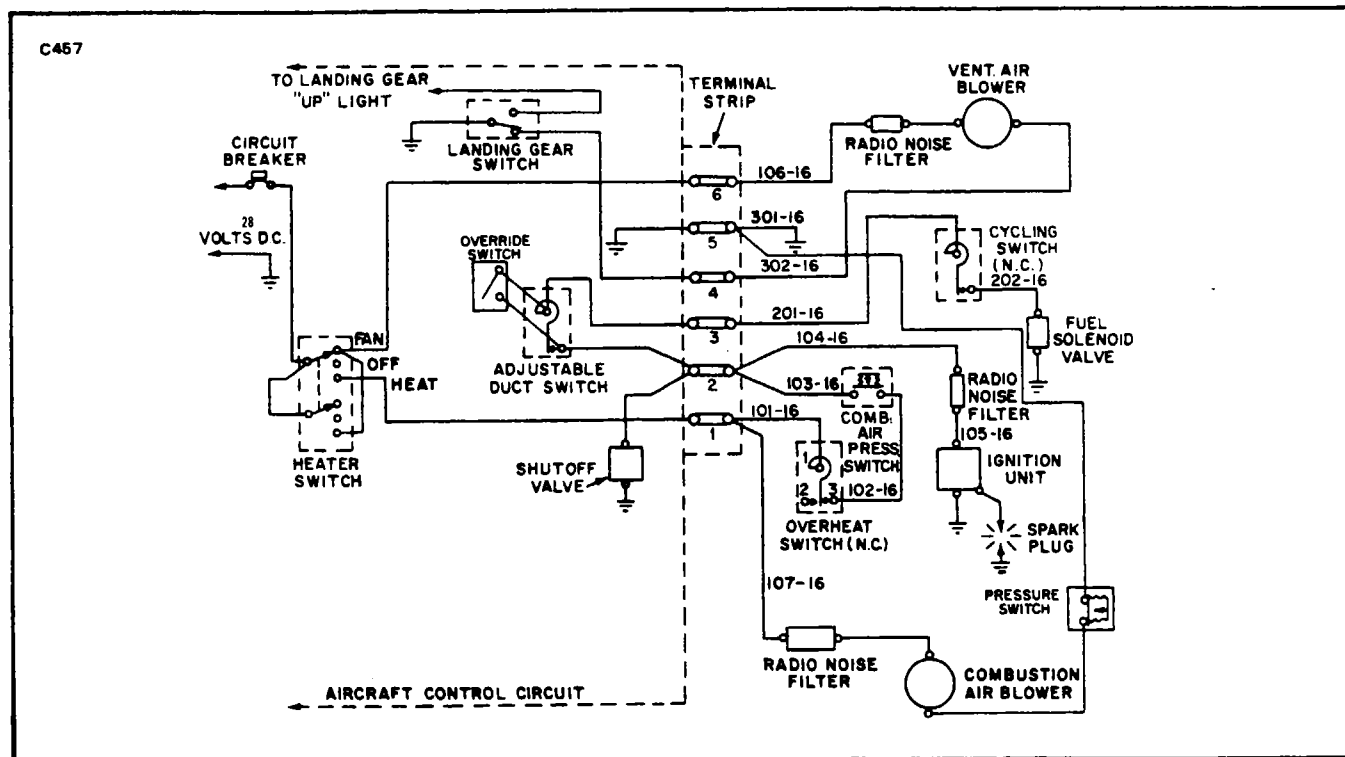 C457
TO LANDING GEAR
"UP" LIGHT
TERMINAL
STRIP
VENT. AIR
BLOWER
CIRCUIT
BREAKER
LANDING GEAR
SWITCH
RADIO NOISE
FILTER
106-16
6
28
VOLTS D.C.
301-16
5
OVERRIDE
SWITCH
302-16
4
CYCLING
SWITCH
(N.C.)
202-16
201-16
3
FUEL
SOLENOID
VALVE
FAN
OFF
HEAT
ADJUSTABLE
DUCT SWITCH
104-16
2
103-16
RADIO
NOISE
FILTER
COMB.
AIR
PRESS.
SWITCH
101-16
1
105-16
HEATER
SWITCH
SHUTOFF
VALVE
1
2
3
102-16
IGNITION
UNIT
OVERHEAT
SWITCH (N.C.)
SPARK
PLUG
107-16
PRESSURE
SWITCH
RADIO NOISE
FILTER
COMBUSTION
AIR BLOWER
AIRCRAFT CONTROL CIRCUIT